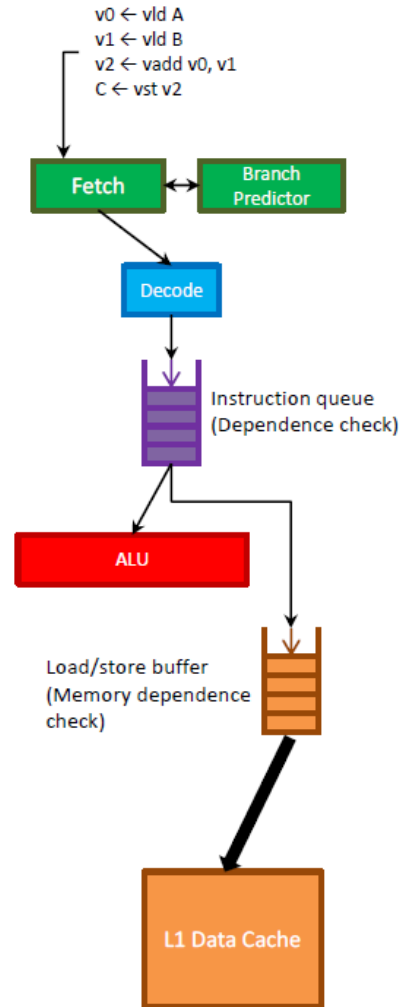 v0 ← vld A
v1 ← vld B
v2 ← vadd v0, v1
C ← vst v2
Fetch
Branch
Predictor
Decode
Instruction queue
(Dependence check)
ALU
Load/store buffer
(Memory dependence
check)
L1 Data Cache